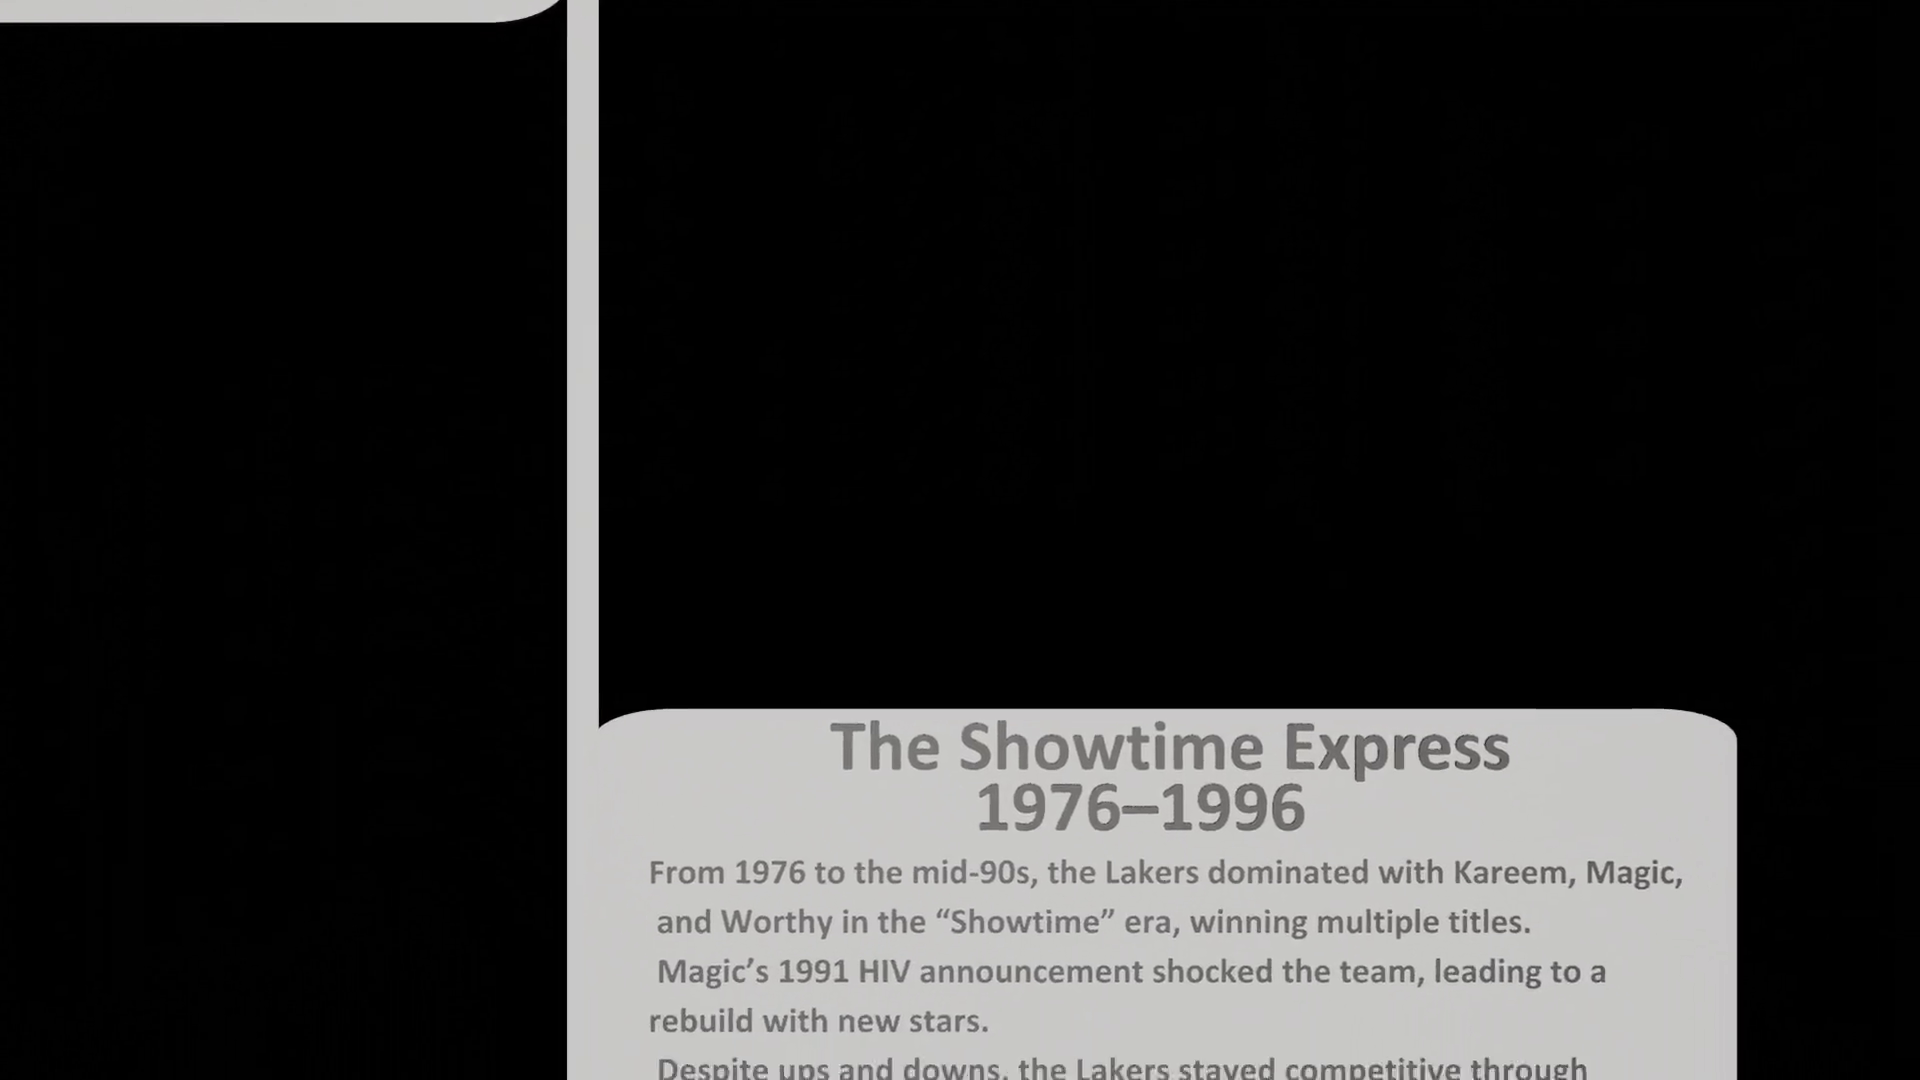 The Showtime Express
1976–1996
From 1976 to the mid-90s, the Lakers dominated with Kareem, Magic,
and Worthy in the “Showtime” era, winning multiple titles.
Magic’s 1991 HIV announcement shocked the team, leading to a
rebuild with new stars.
Despite ups and downs, the Lakers stayed competitive through